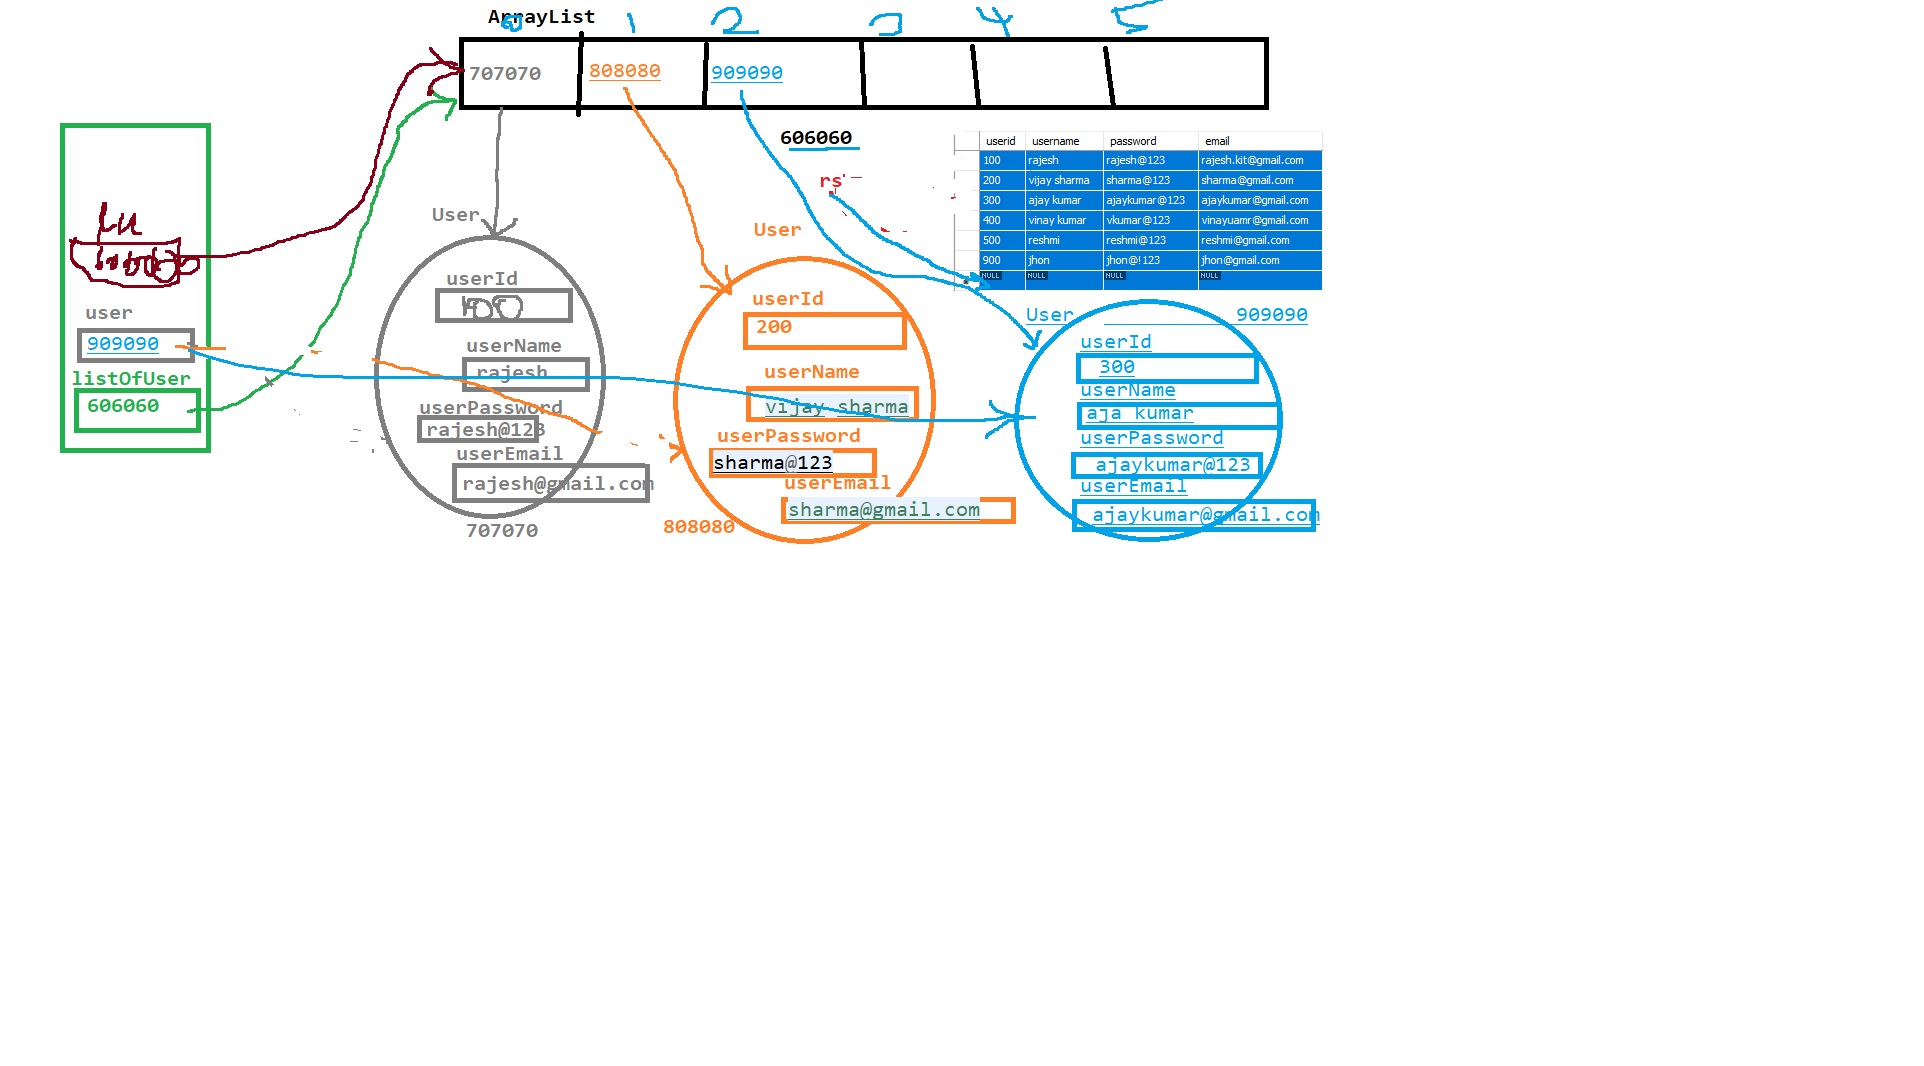 ArrayList
0 1 2 3 4 5
707070 808080 909090
606060
rs
userid username password email
100 rajesh rajesh@123 rajesh.kit@gmail.com
200 vijay sharma sharma@123 sharma@gmail.com
300 ajay kumar ajaykumar@123 ajaykumar@gmail.com
400 vinay kumar vkumar@123 vinayuamr@gmail.com
500 reshmi reshmi@123 reshmi@gmail.com
900 jhon jhon@!123 jhon@gmail.com
NULL NULL NULL NULL
Lu
user
909090
listOfUser
606060
User
userId
100
userName
rajesh
userPassword
rajesh@123
userEmail
rajesh@gmail.com
707070
User
userId
200
userName
vijay sharma
userPassword
sharma@123
userEmail
sharma@gmail.com
808080
User 909090
userId
300
userName
aja kumar
userPassword
ajaykumar@123
userEmail
ajaykumar@gmail.com